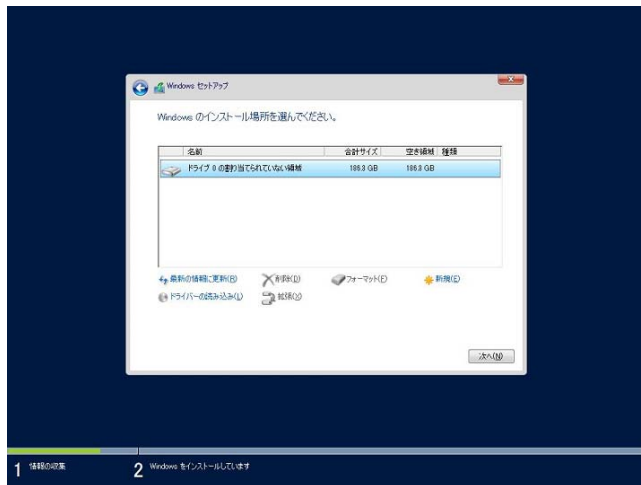 Windows セットアップ
Windows のインストール場所を選んでください。
名前 合計サイズ 空き領域 種類
ドライブ 0 の割り当てられていない領域 186.3 GB 186.3 GB
最新の情報に更新(R) 削除(D) フォーマット(F) 新規(E)
ドライバーの読み込み(L) 拡張(X)
次へ(N)
1 情報の収集 2 Windows をインストールしています